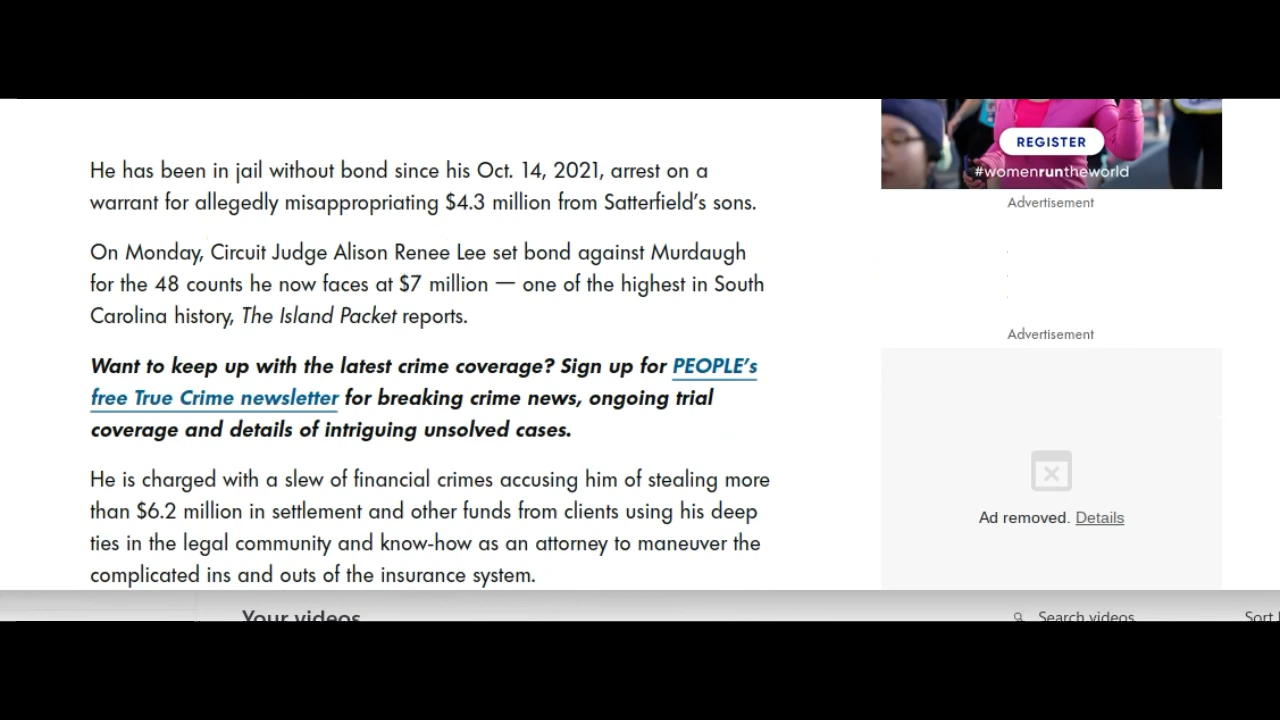 He has been in jail without bond since his Oct. 14, 2021, arrest on a
warrant for allegedly misappropriating $4.3 million from Satterfield’s sons.
On Monday, Circuit Judge Alison Renee Lee set bond against Murdaugh
for the 48 counts he now faces at $7 million — one of the highest in South
Carolina history, The Island Packet reports.
Want to keep up with the latest crime coverage? Sign up for PEOPLE’s
free True Crime newsletter for breaking crime news, ongoing trial
coverage and details of intriguing unsolved cases.
He is charged with a slew of financial crimes accusing him of stealing more
than $6.2 million in settlement and other funds from clients using his deep
ties in the legal community and know-how as an attorney to maneuver the
complicated ins and outs of the insurance system.
REGISTER
#womenruntheworld
Advertisement
Advertisement
Ad removed. Details
Your videos
Search videos
Sort